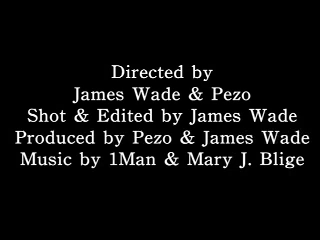 Directed by
James Wade & Pezo
Shot & Edited by James Wade
Produced by Pezo & James Wade
Music by 1Man & Mary J. Blige